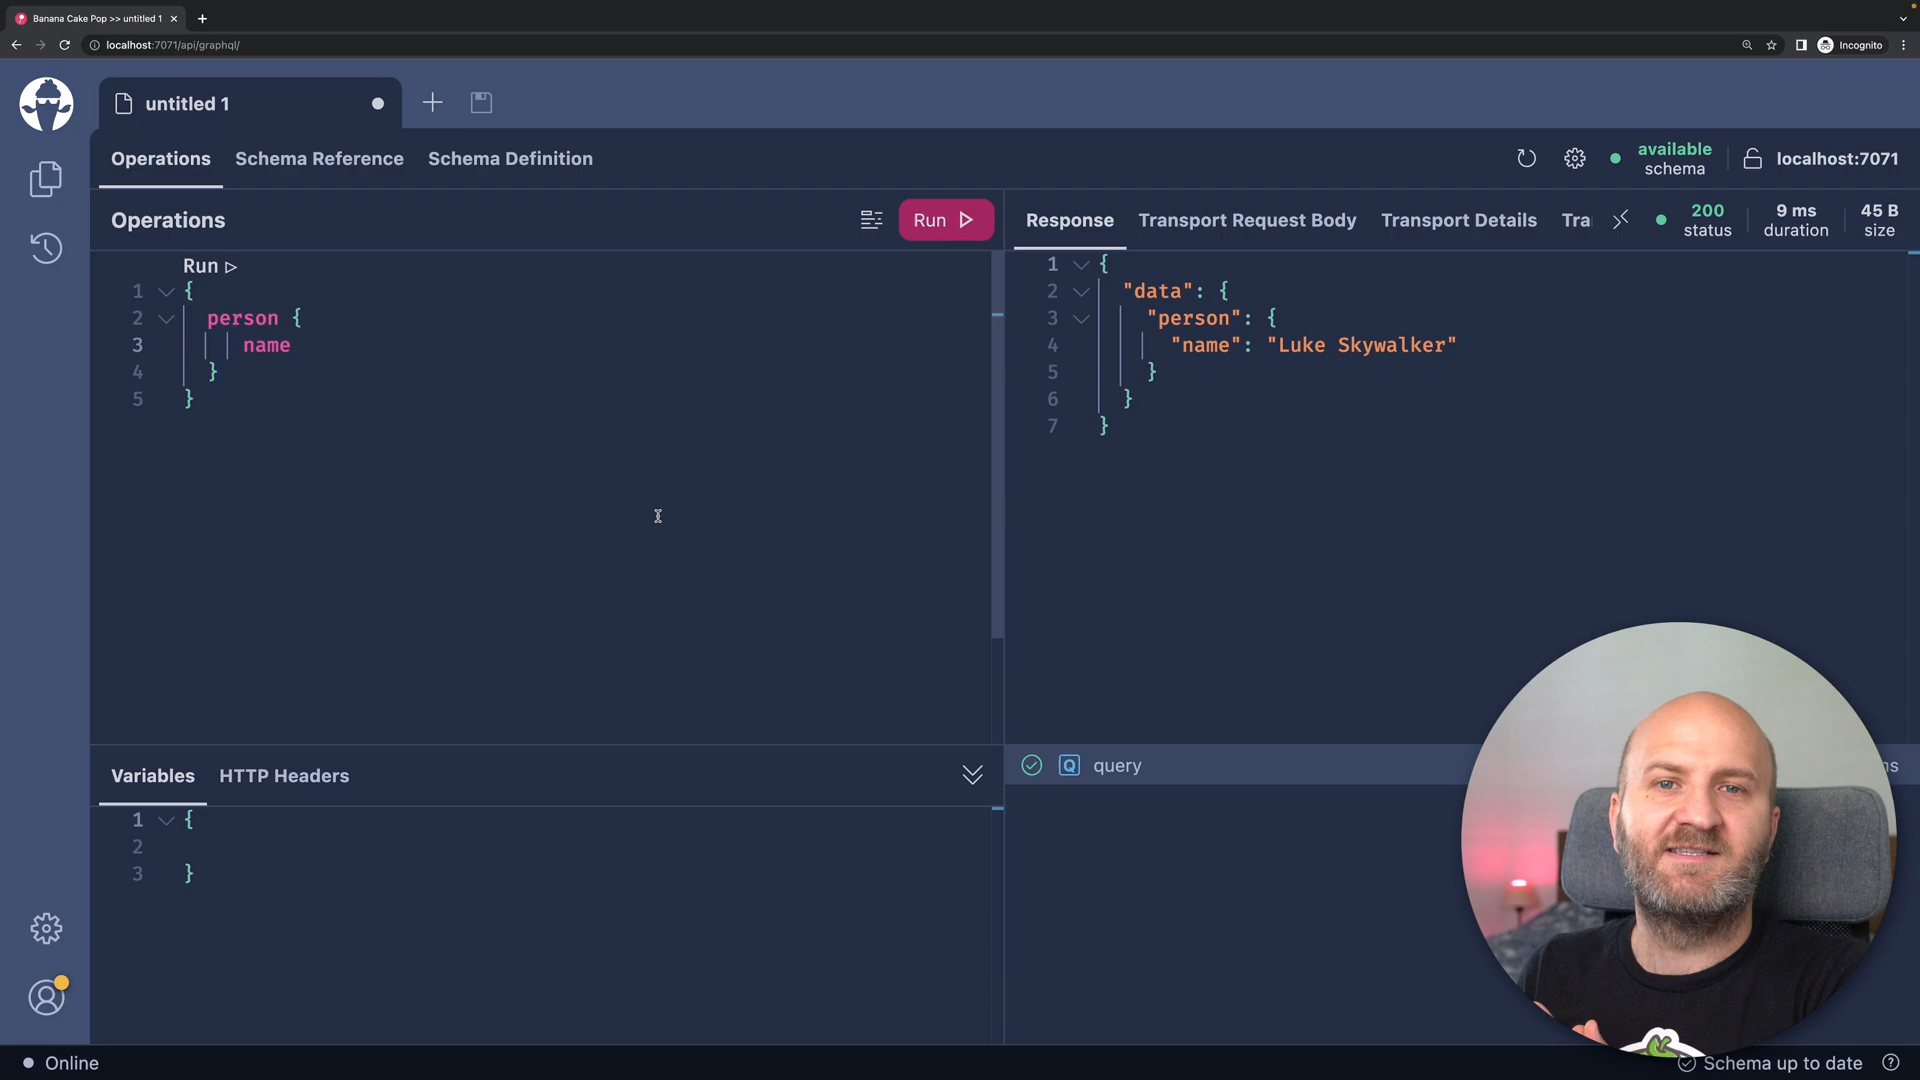 Banana Cake Pop >> untitled 1
localhost:7071/api/graphql/
Incognito
untitled 1
Operations Schema Reference Schema Definition
available
schema
localhost:7071
Operations
Run
Response Transport Request Body Transport Details Tra
200
status
9 ms
duration
45 B
size
Run
1 {
2 person {
3 name
4 }
5 }
1 {
2 "data": {
3 "person": {
4 "name": "Luke Skywalker"
5 }
6 }
7 }
Variables HTTP Headers
1 {
2
3 }
Q query
ns
Online
Schema up to date